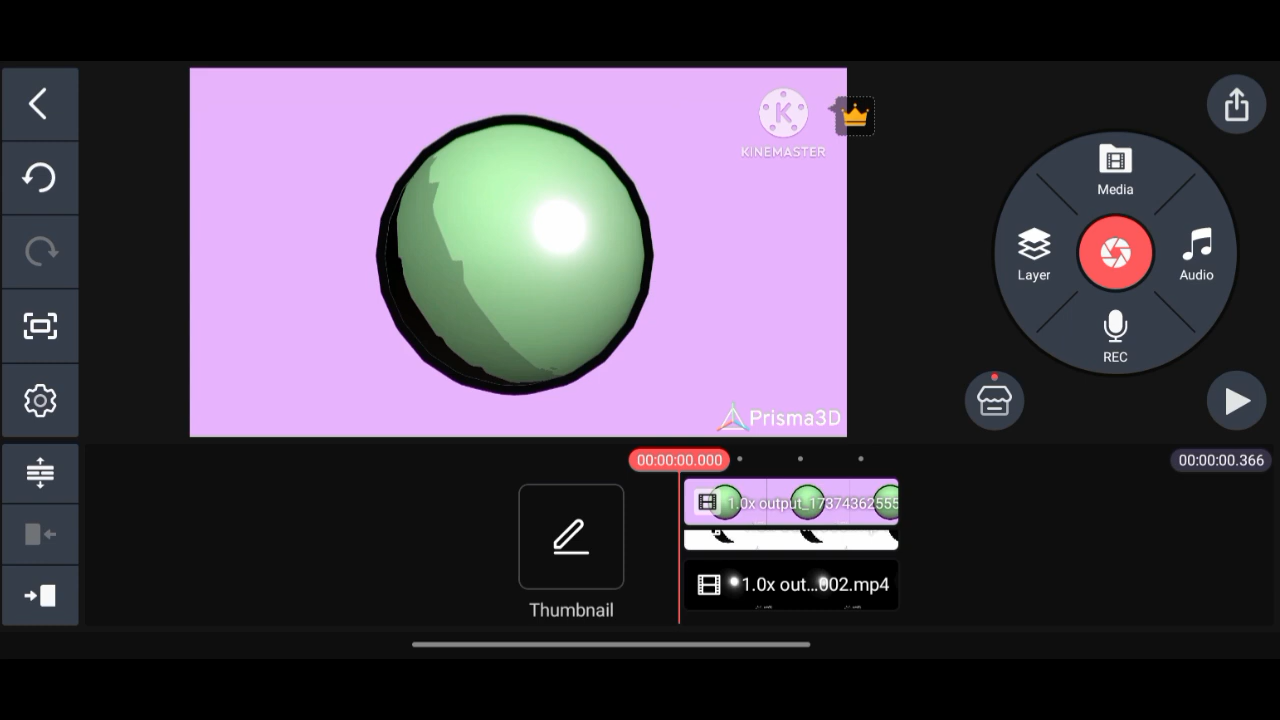 KINEMASTER
Media
Layer
Audio
REC
Prisma3D
00:00:00.000
00:00:00.366
1.0x output_17374362555
1.0x out...002.mp4
Thumbnail